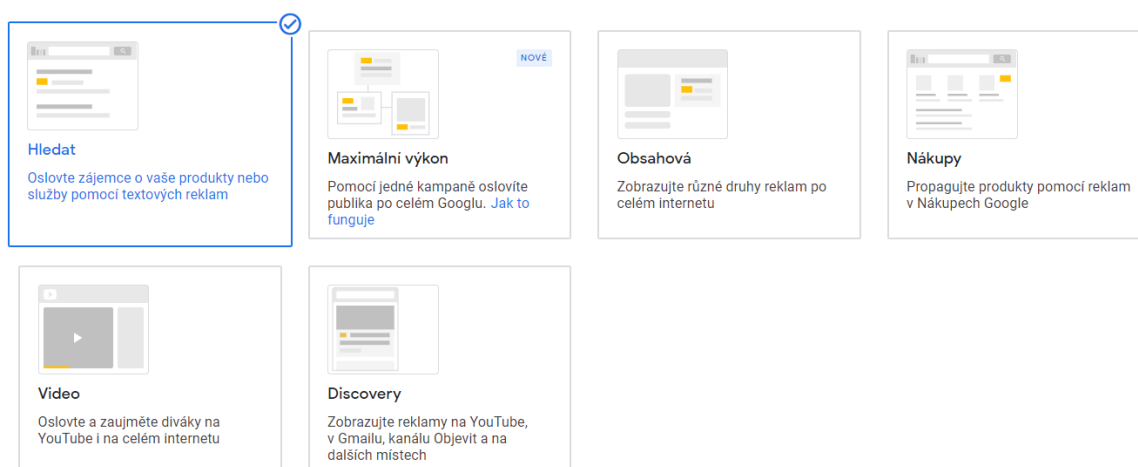 Hledat
Oslovte zájemce o vaše produkty nebo
služby pomocí textových reklam
NOVÉ
Maximální výkon
Pomocí jedné kampaně oslovíte
publika po celém Googlu. Jak to
funguje
Obsahová
Zobrazujte různé druhy reklam po
celém internetu
Nákupy
Propagujte produkty pomocí reklam
v Nákupech Google
Video
Oslovte a zaujměte diváky na
YouTube i na celém internetu
Discovery
Zobrazujte reklamy na YouTube,
v Gmailu, kanálu Objevit a na
dalších místech